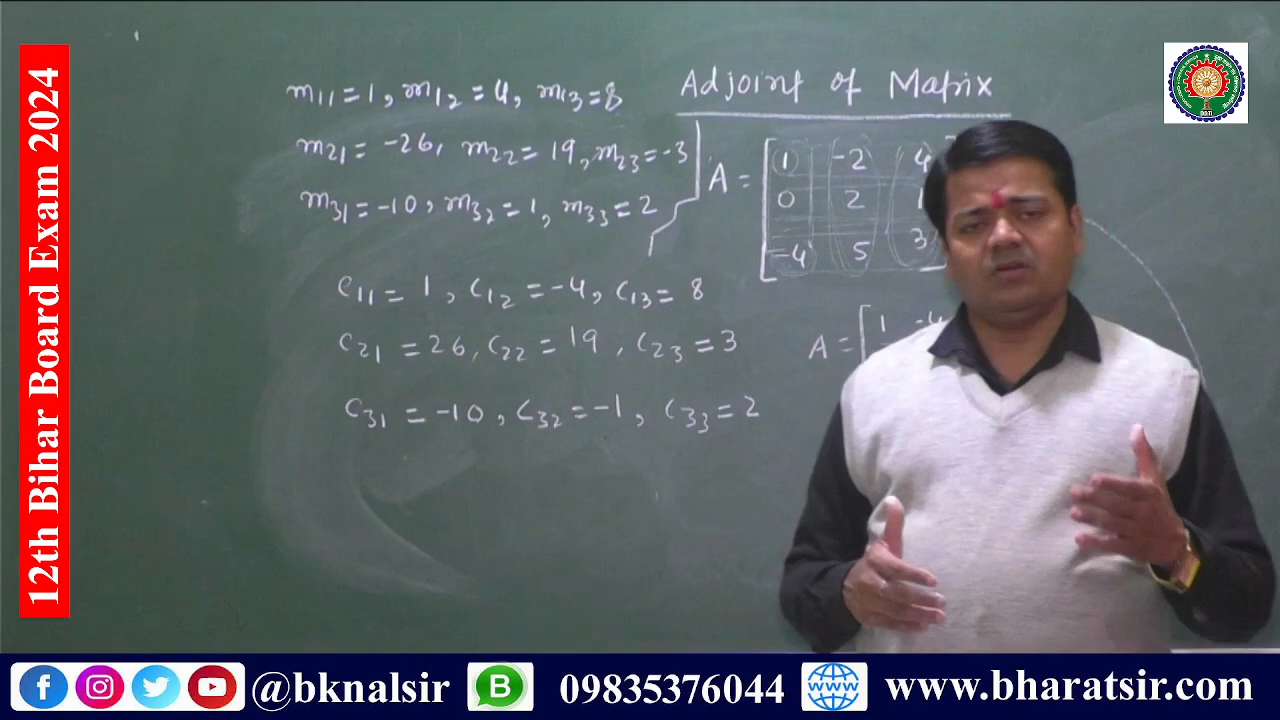 12th Bihar Board Exam 2024
Adjoint of Matrix
m11 = 1, m12 = 4, m13 = 8
m21 = -26, m22 = 19, m23 = -3
m31 = -10, m32 = 1, m33 = 2
A =
1 -2 4
0 2 1
-4 5 3
C11 = 1, C12 = -4, C13 = 8
C21 = 26, C22 = 19, C23 = 3
C31 = -10, C32 = -1, C33 = 2
A = [ 1 -4
@bknalsir
09835376044
www
www.bharatsir.com